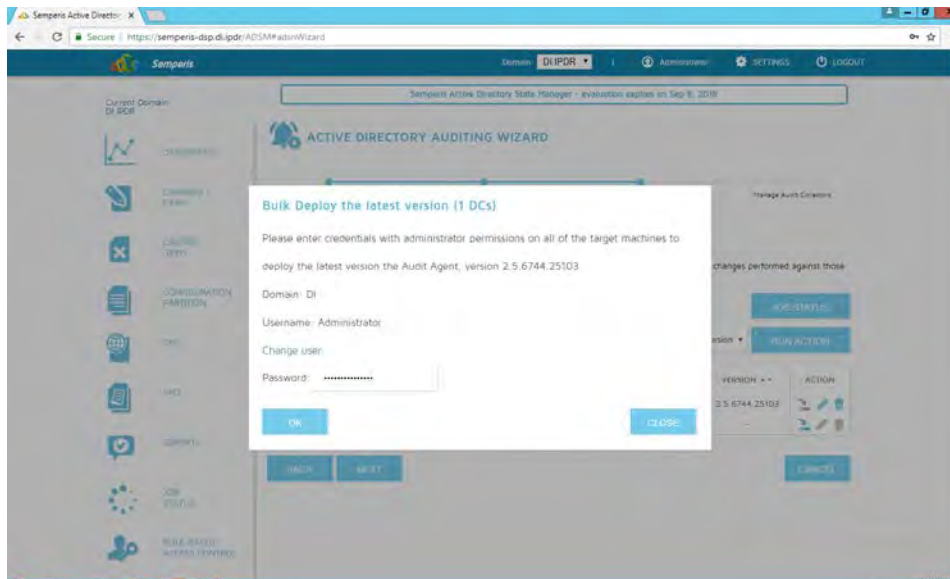 Semperis Active Director
Secure https://semperis-dsp.di.ipdr/ADSM#adsmWizard
Semperis
Domain DI.IPDR
Administrator
SETTINGS
LOGOUT
Current Domain
DI.IPDR
Semperis Active Directory State Manager - evaluation expires on Sep 8, 2018
ACTIVE DIRECTORY AUDITING WIZARD
Manage Audit Collectors
Bulk Deploy the latest version (1 DCs)
Please enter credentials with administrator permissions on all of the target machines to
deploy the latest version the Audit Agent, version 2.5.6744.25103
Domain: DI
Username: Administrator
Change user
Password:
OK
CLOSE
changes performed against those
JOB STATUS
RUN ACTION
VERSION
ACTION
2.5.6744.25103
CONFIGURATION
PARTITION
JOB
STATUS
ROLE BASED
ACCESS CONTROL
BACK
NEXT
CANCEL